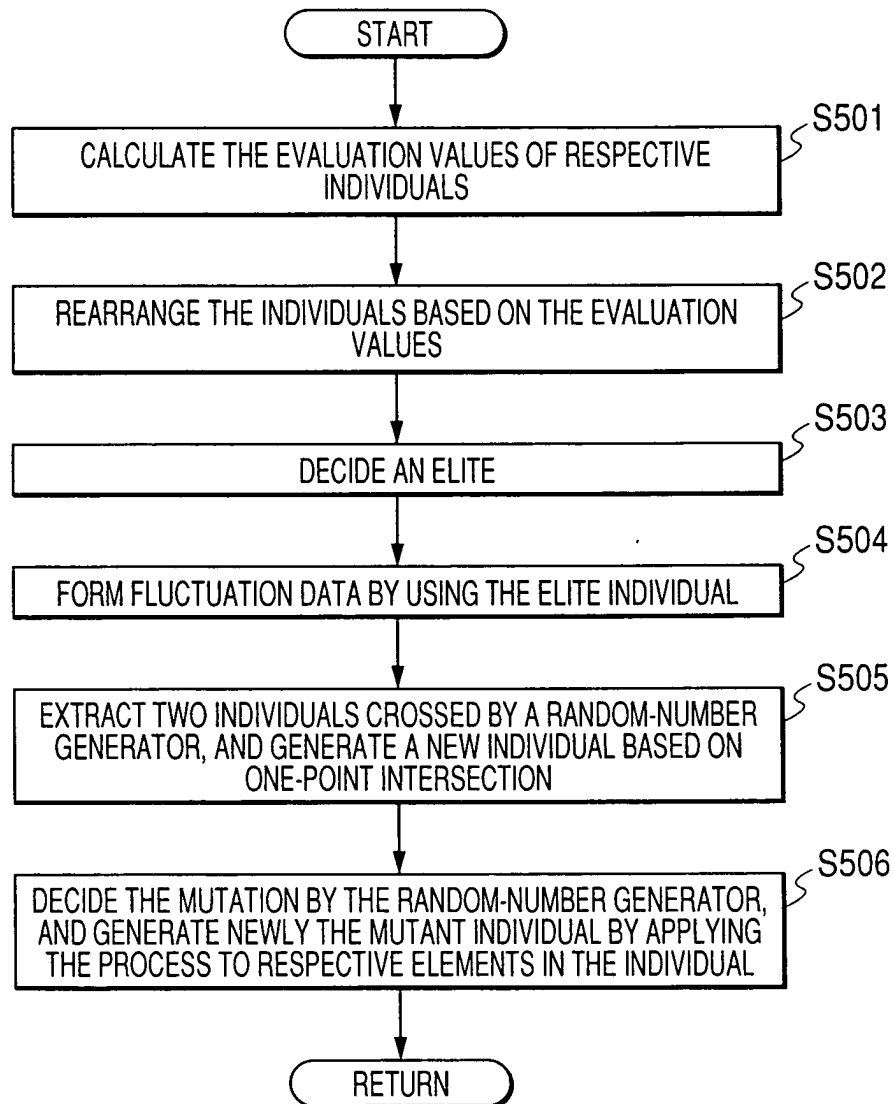 START
S501
CALCULATE THE EVALUATION VALUES OF RESPECTIVE
INDIVIDUALS
S502
REARRANGE THE INDIVIDUALS BASED ON THE EVALUATION
VALUES
S503
DECIDE AN ELITE
S504
FORM FLUCTUATION DATA BY USING THE ELITE INDIVIDUAL
S505
EXTRACT TWO INDIVIDUALS CROSSED BY A RANDOM-NUMBER
GENERATOR, AND GENERATE A NEW INDIVIDUAL BASED ON
ONE-POINT INTERSECTION
S506
DECIDE THE MUTATION BY THE RANDOM-NUMBER GENERATOR,
AND GENERATE NEWLY THE MUTANT INDIVIDUAL BY APPLYING
THE PROCESS TO RESPECTIVE ELEMENTS IN THE INDIVIDUAL
RETURN